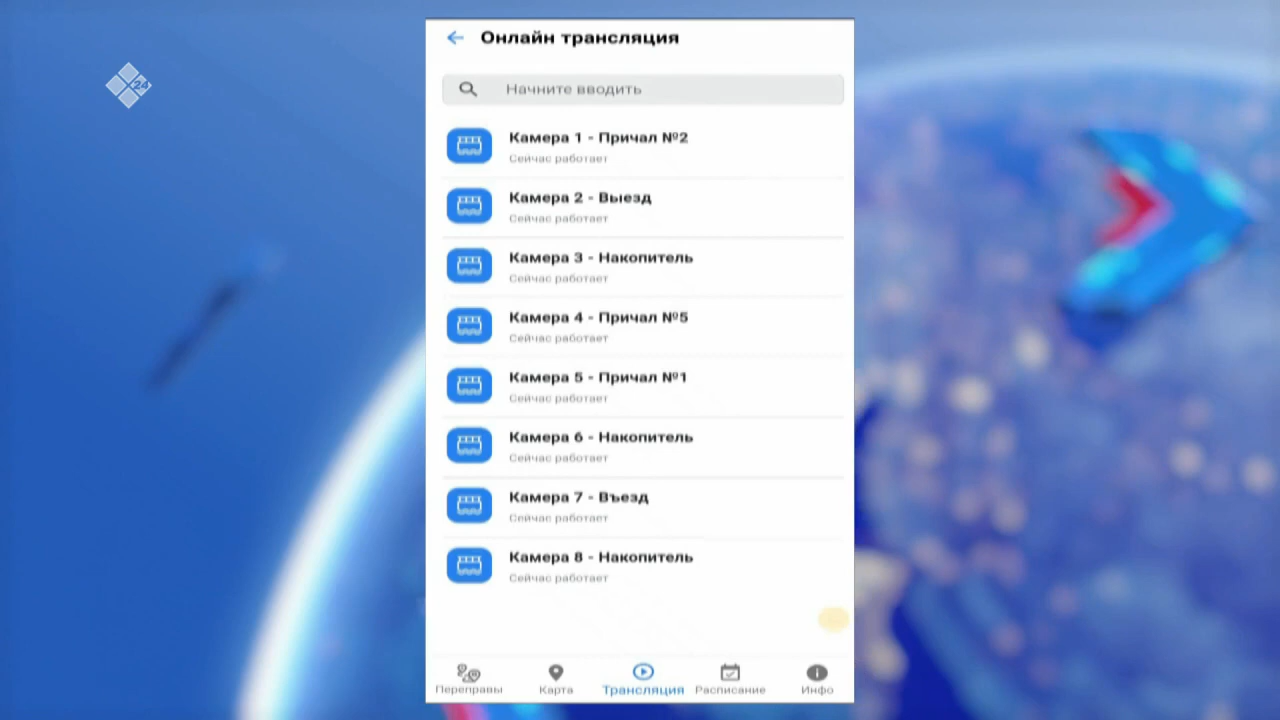 Онлайн трансляция
24
Начните вводить
Камера 1 - Причал №2
Сейчас работает
Камера 2 - Выезд
Сейчас работает
Камера 3 - Накопитель
Сейчас работает
Камера 4 - Причал №5
Сейчас работает
Камера 5 - Причал №1
Сейчас работает
Камера 6 - Накопитель
Сейчас работает
Камера 7 - Въезд
Сейчас работает
Камера 8 - Накопитель
Сейчас работает
Переправы Карта Трансляция Расписание Инфо